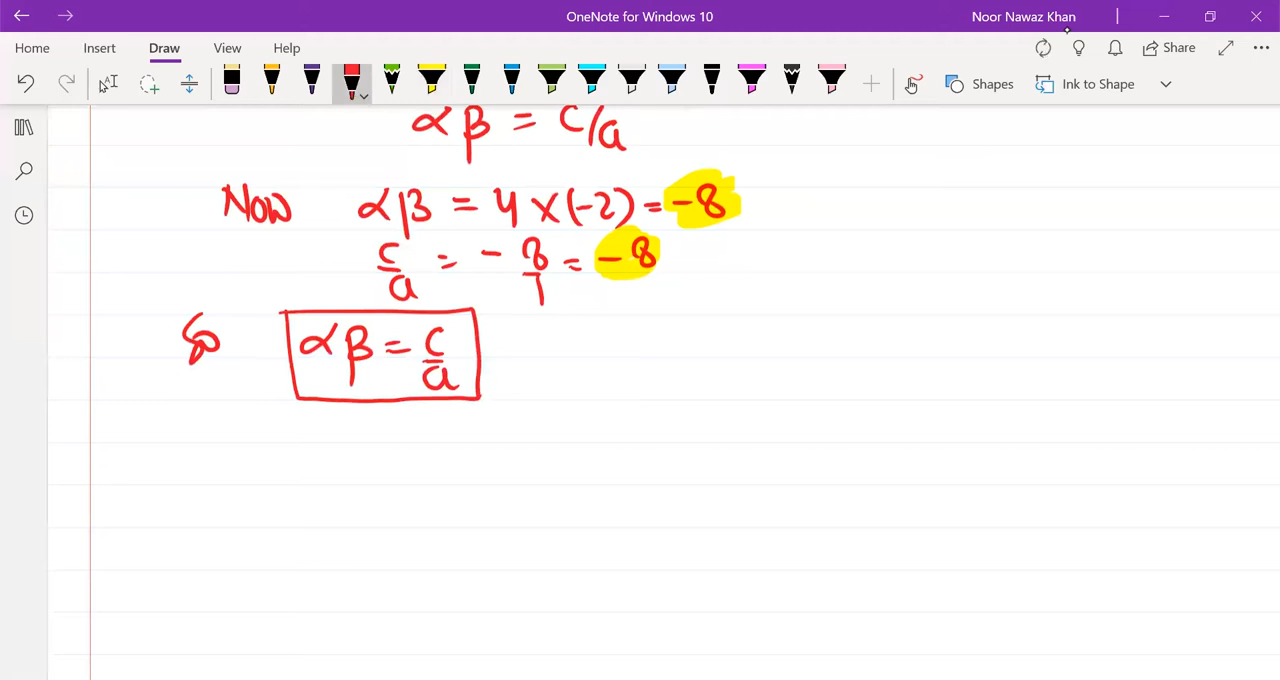 OneNote for Windows 10
Noor Nawaz Khan
Home Insert Draw View Help
Share
Shapes
Ink to Shape
αβ = c/a
Now αβ = 4 × (-2) = -8
c/a = -8/1 = -8
So αβ = c/a